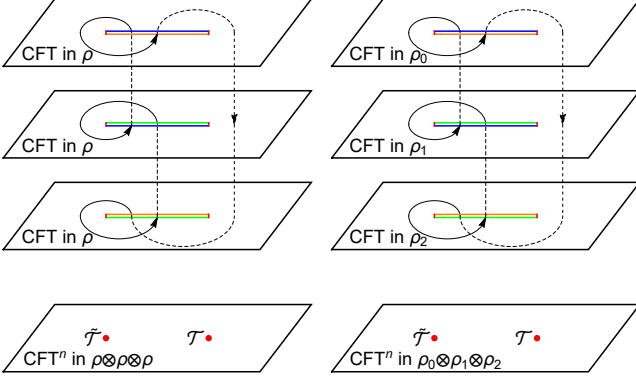 CFT in ρ
CFT in ρ₀
CFT in ρ
CFT in ρ₁
CFT in ρ
CFT in ρ₂
𝒯̃ 𝒯
CFTⁿ in ρ⊗ρ⊗ρ
𝒯̃ 𝒯
CFTⁿ in ρ₀⊗ρ₁⊗ρ₂